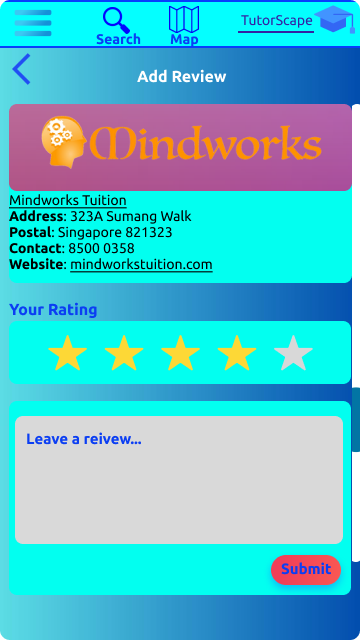 TutorScape
Search
Map
Add Review
Mindworks
Mindworks Tuition
Address: 323A Sumang Walk
Postal: Singapore 821323
Contact: 8500 0358
Website: mindworkstuition.com
Your Rating
Leave a reivew...
Submit